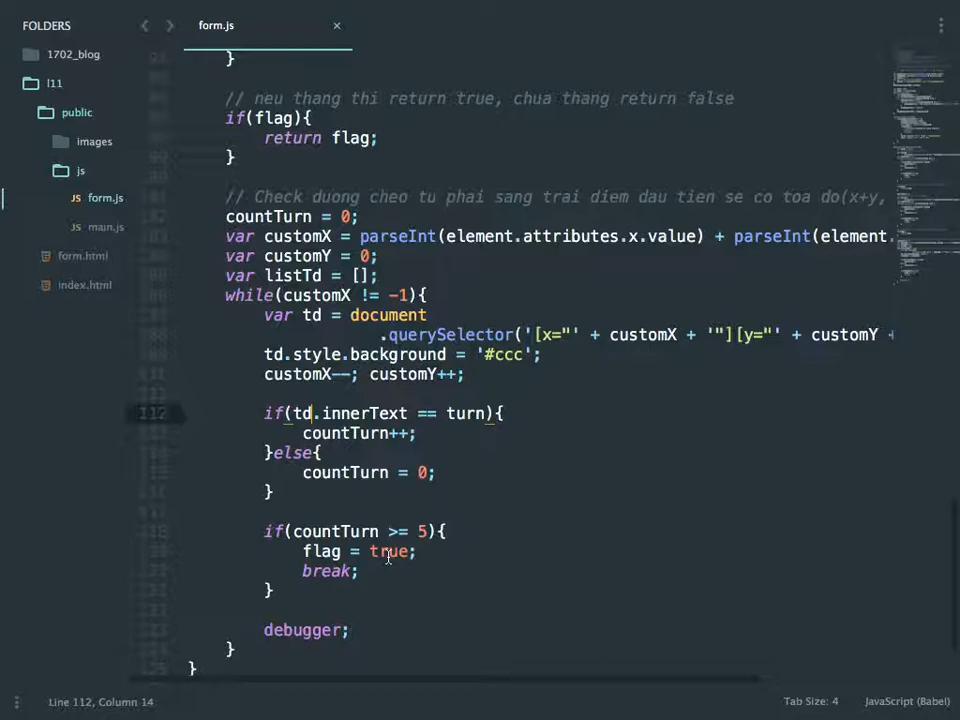 FOLDERS
form.js
×
1702_blog
l11
public
images
js
JS form.js
JS main.js
form.html
index.html
}
// neu thang thi return true, chua thang return false
if(flag){
return flag;
}
// Check duong cheo tu phai sang trai diem dau tien se co toa do(x+y,
countTurn = 0;
var customX = parseInt(element.attributes.x.value) + parseInt(element.
var customY = 0;
var listTd = [];
while(customX != -1){
var td = document
.querySelector('[x="' + customX + '"][y="' + customY +
td.style.background = '#ccc';
customX--; customY++;
112
if(td.innerText == turn){
countTurn++;
}else{
countTurn = 0;
}
if(countTurn >= 5){
flag = true;
break;
}
debugger;
}
}
Line 112, Column 14
Tab Size: 4
JavaScript (Babel)